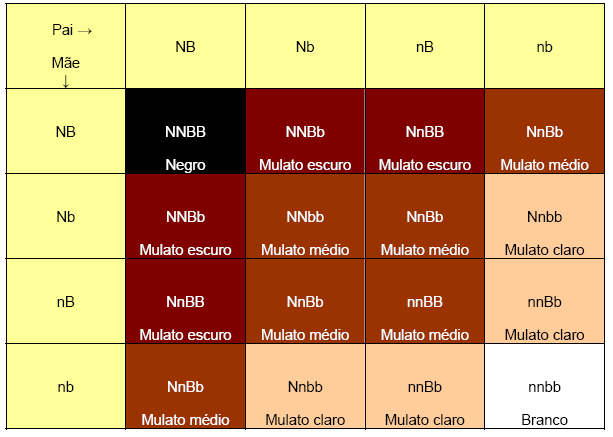 Pai →
Mãe
↓
NB
Nb
nB
nb
NB
NNBB
Negro
NNBb
Mulato escuro
NnBB
Mulato escuro
NnBb
Mulato médio
Nb
NNBb
Mulato escuro
NNbb
Mulato médio
NnBb
Mulato médio
Nnbb
Mulato claro
nB
NnBB
Mulato escuro
NnBb
Mulato médio
nnBB
Mulato médio
nnBb
Mulato claro
nb
NnBb
Mulato médio
Nnbb
Mulato claro
nnBb
Mulato claro
nnbb
Branco